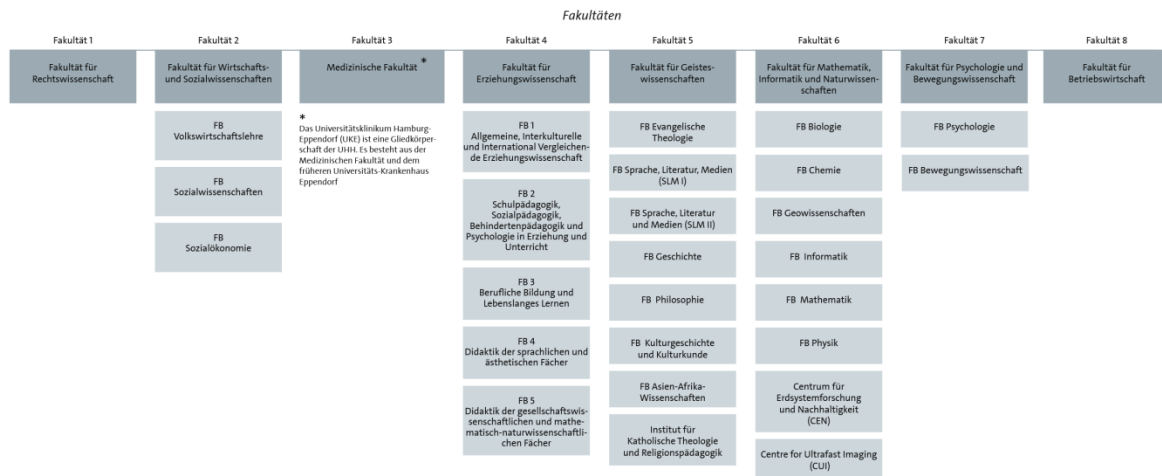 Fakultäten
Fakultät 1
Fakultät für
Rechtswissenschaft
Fakultät 2
Fakultät für Wirtschafts-
und Sozialwissenschaften
FB
Volkswirtschaftslehre
FB
Sozialwissenschaften
FB
Sozialökonomie
Fakultät 3
Medizinische Fakultät *
*
Das Universitätsklinikum Hamburg-
Eppendorf (UKE) ist eine Gliedkörper-
schaft der UHH. Es besteht aus der
Medizinischen Fakultät und dem
früheren Universitäts-Krankenhaus
Eppendorf
Fakultät 4
Fakultät für
Erziehungswissenschaft
FB 1
Allgemeine, Interkulturelle
und International Vergleichen-
de Erziehungswissenschaft
FB 2
Schulpädagogik,
Sozialpädagogik,
Behindertenpädagogik und
Psychologie in Erziehung und
Unterricht
FB 3
Berufliche Bildung und
Lebenslanges Lernen
FB 4
Didaktik der sprachlichen und
ästhetischen Fächer
FB 5
Didaktik der gesellschaftswis-
senschaftlichen und mathe-
matisch-naturwissenschaftli-
chen Fächer
Fakultät 5
Fakultät für Geistes-
wissenschaften
FB Evangelische
Theologie
FB Sprache, Literatur, Medien
(SLM I)
FB Sprache, Literatur
und Medien (SLM II)
FB Geschichte
FB Philosophie
FB Kulturgeschichte
und Kulturkunde
FB Asien-Afrika-
Wissenschaften
Institut für
Katholische Theologie
und Religionspädagogik
Fakultät 6
Fakultät für Mathematik,
Informatik und Naturwissen-
schaften
FB Biologie
FB Chemie
FB Geowissenschaften
FB Informatik
FB Mathematik
FB Physik
Centrum für
Erdsystemforschung
und Nachhaltigkeit
(CEN)
Centre for Ultrafast Imaging
(CUI)
Fakultät 7
Fakultät für Psychologie und
Bewegungswissenschaft
FB Psychologie
FB Bewegungswissenschaft
Fakultät 8
Fakultät für
Betriebswirtschaft